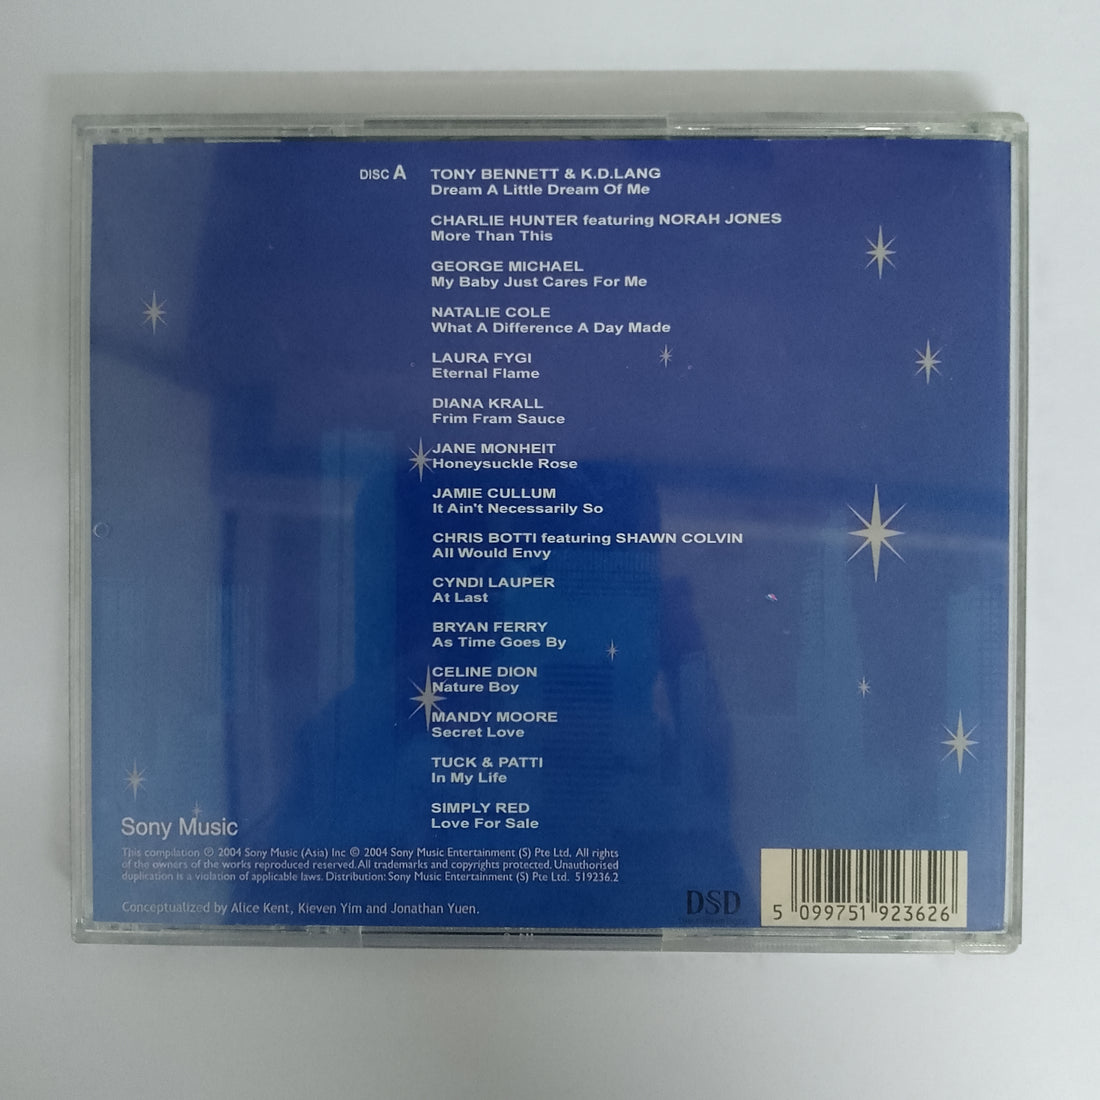 DISC A
TONY BENNETT & K.D.LANG
Dream A Little Dream Of Me
CHARLIE HUNTER featuring NORAH JONES
More Than This
GEORGE MICHAEL
My Baby Just Cares For Me
NATALIE COLE
What A Difference A Day Made
LAURA FYGI
Eternal Flame
DIANA KRALL
Frim Fram Sauce
JANE MONHEIT
Honeysuckle Rose
JAMIE CULLUM
It Ain't Necessarily So
CHRIS BOTTI featuring SHAWN COLVIN
All Would Envy
CYNDI LAUPER
At Last
BRYAN FERRY
As Time Goes By
CELINE DION
Nature Boy
MANDY MOORE
Secret Love
TUCK & PATTI
In My Life
SIMPLY RED
Love For Sale
Sony Music
This compilation ℗ 2004 Sony Music (Asia) Inc © 2004 Sony Music Entertainment (S) Pte Ltd. All rights
of the owners of the works reproduced reserved. All trademarks and copyrights protected. Unauthorised
duplication is a violation of applicable laws. Distribution: Sony Music Entertainment (S) Pte Ltd. 519236.2
Conceptualized by Alice Kent, Kieven Yim and Jonathan Yuen.
DSD
5 099751 923626